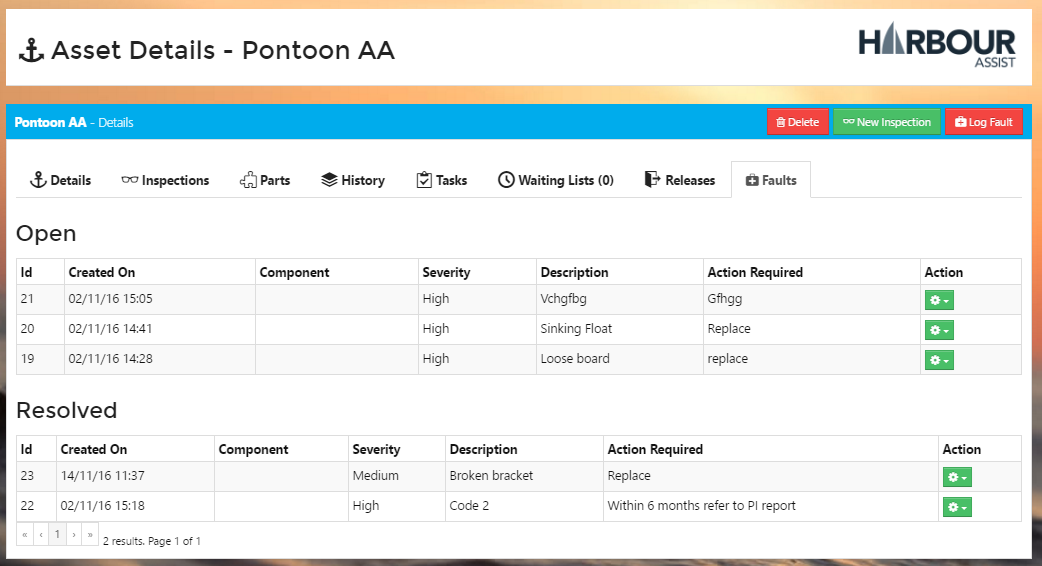 Asset Details - Pontoon AA
HARBOUR
ASSIST
Pontoon AA - Details
Delete
New Inspection
Log Fault
Details
Inspections
Parts
History
Tasks
Waiting Lists (0)
Releases
Faults
Open
Id Created On Component Severity Description Action Required Action
21 02/11/16 15:05 High Vchgfbg Gfhgg
20 02/11/16 14:41 High Sinking Float Replace
19 02/11/16 14:28 High Loose board replace
Resolved
Id Created On Component Severity Description Action Required Action
23 14/11/16 11:37 Medium Broken bracket Replace
22 02/11/16 15:18 High Code 2 Within 6 months refer to PI report
« ‹ 1 › » 2 results. Page 1 of 1